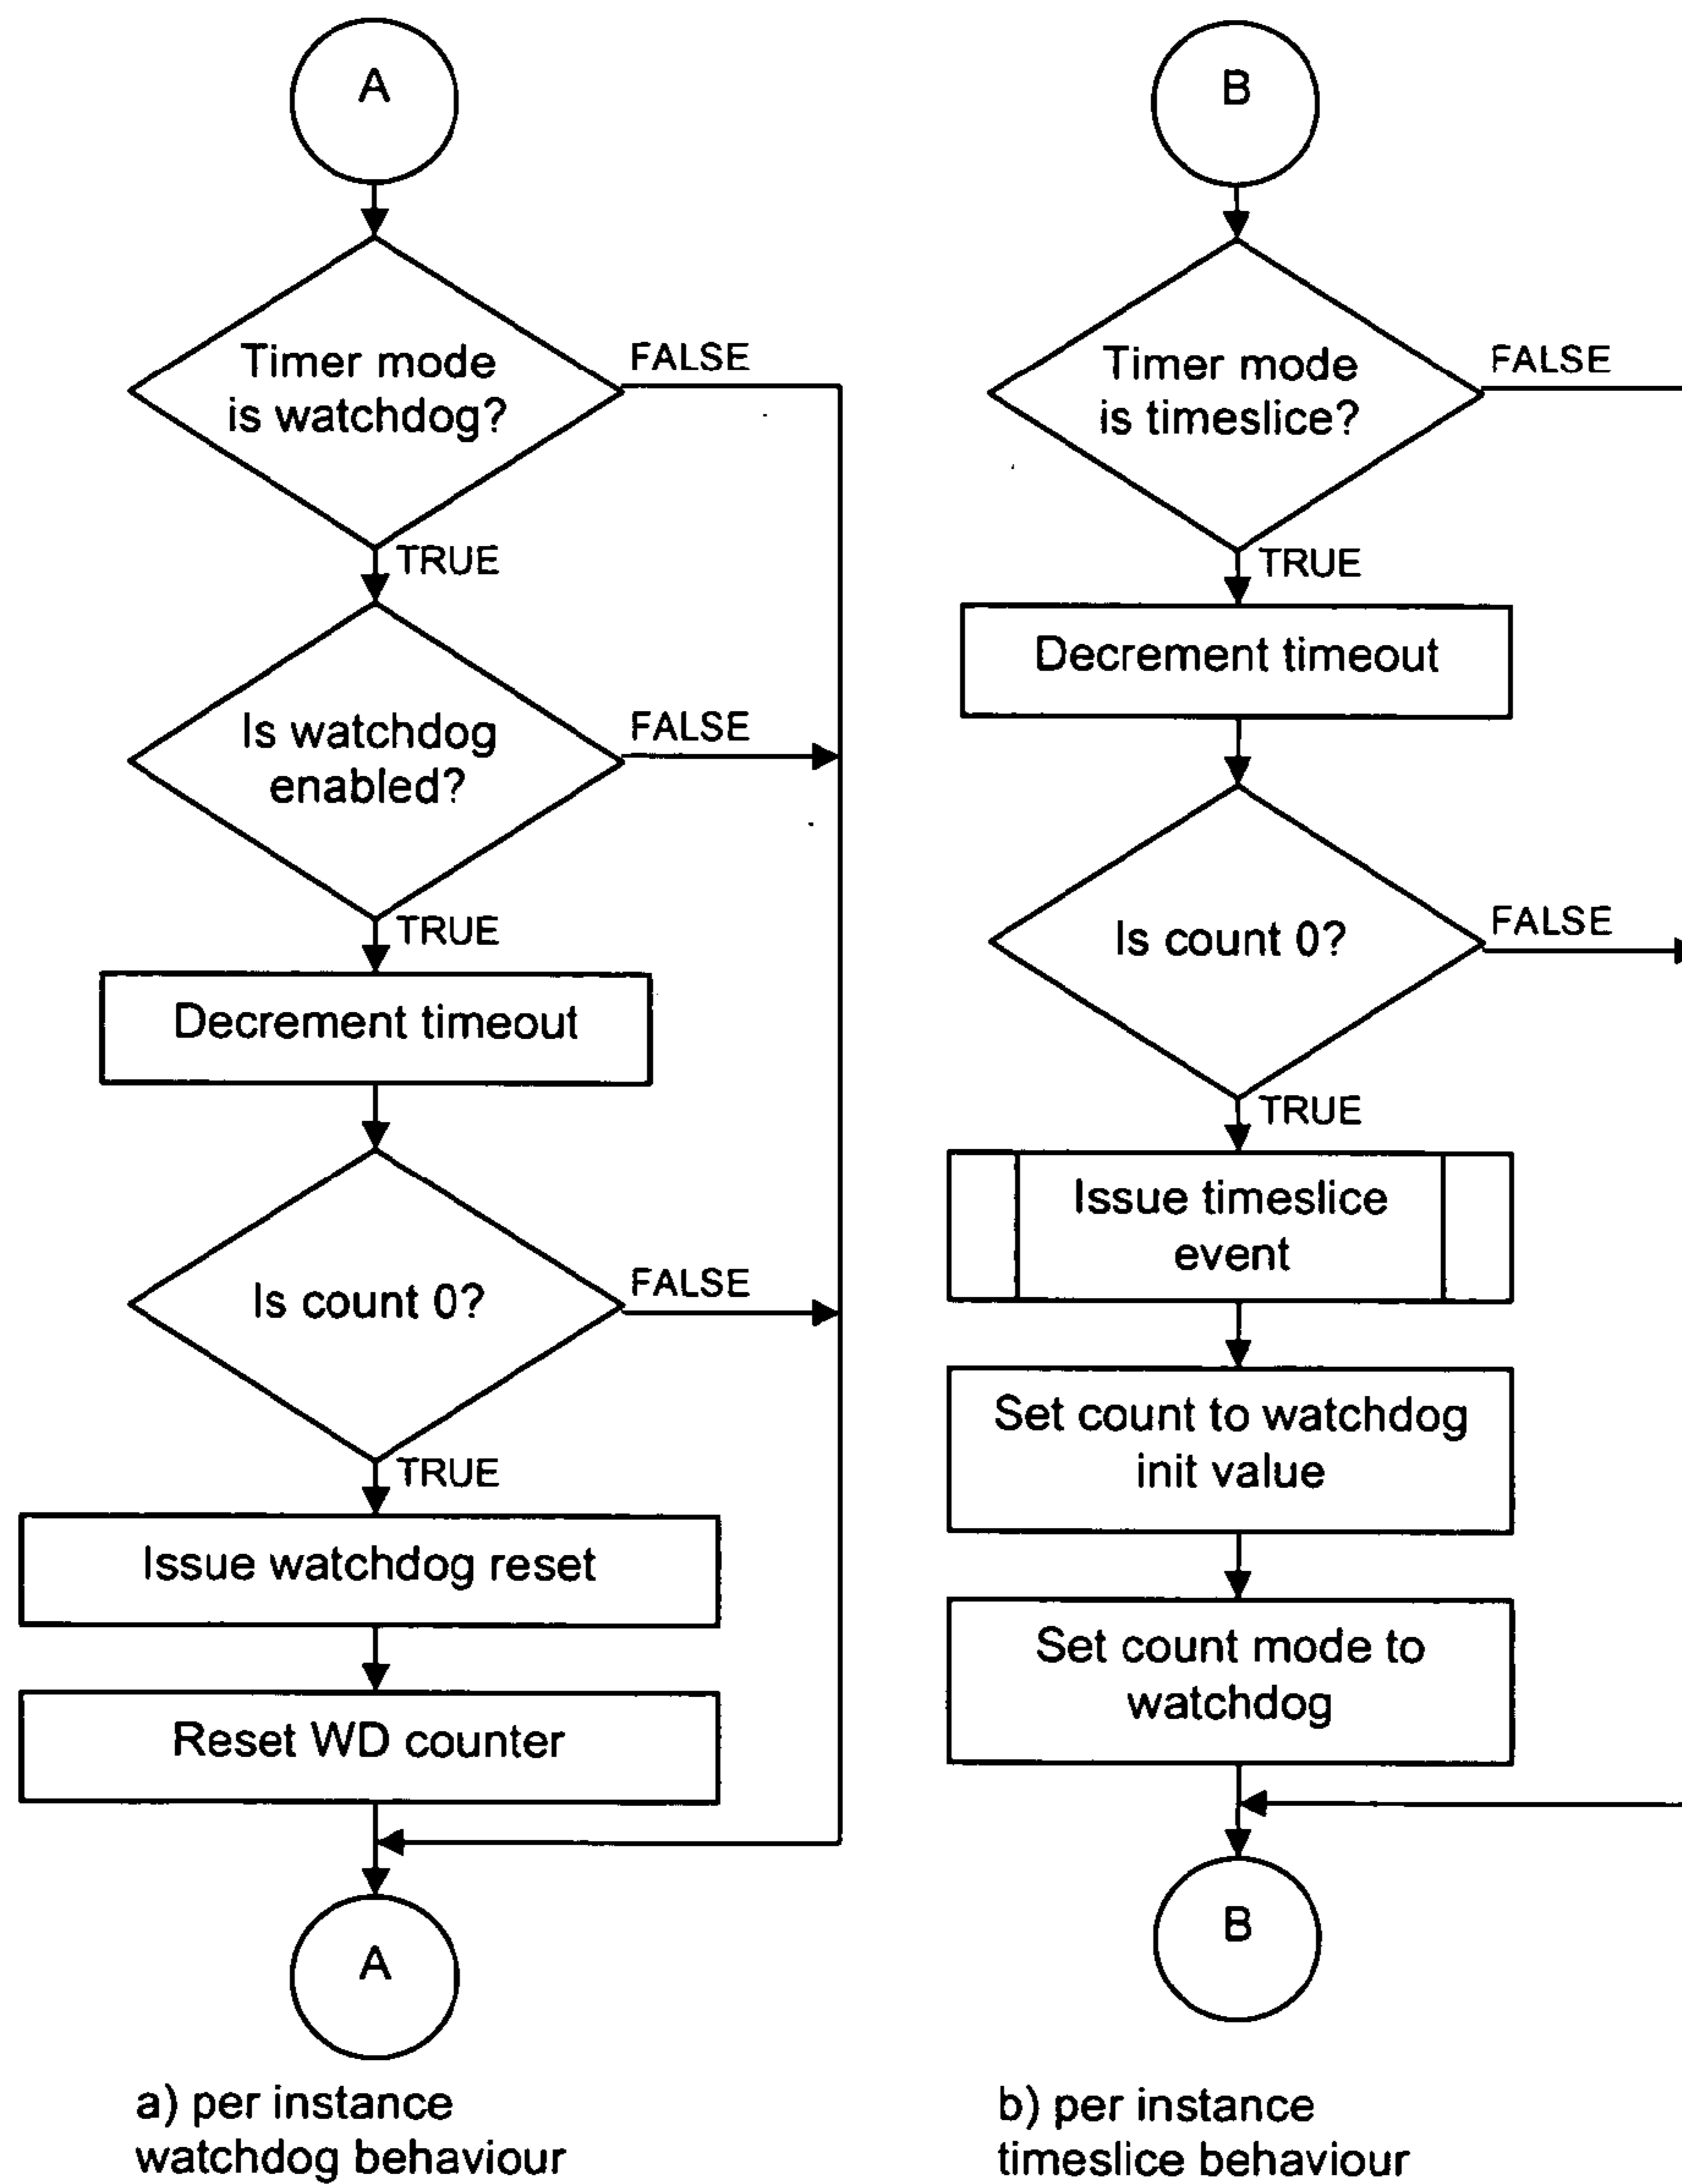 A
Timer mode
is watchdog?
FALSE
TRUE
Is watchdog
enabled?
FALSE
TRUE
Decrement timeout
Is count 0?
FALSE
TRUE
Issue watchdog reset
Reset WD counter
A
a) per instance
watchdog behaviour
B
Timer mode
is timeslice?
FALSE
TRUE
Decrement timeout
Is count 0?
FALSE
TRUE
Issue timeslice
event
Set count to watchdog
init value
Set count mode to
watchdog
B
b) per instance
timeslice behaviour